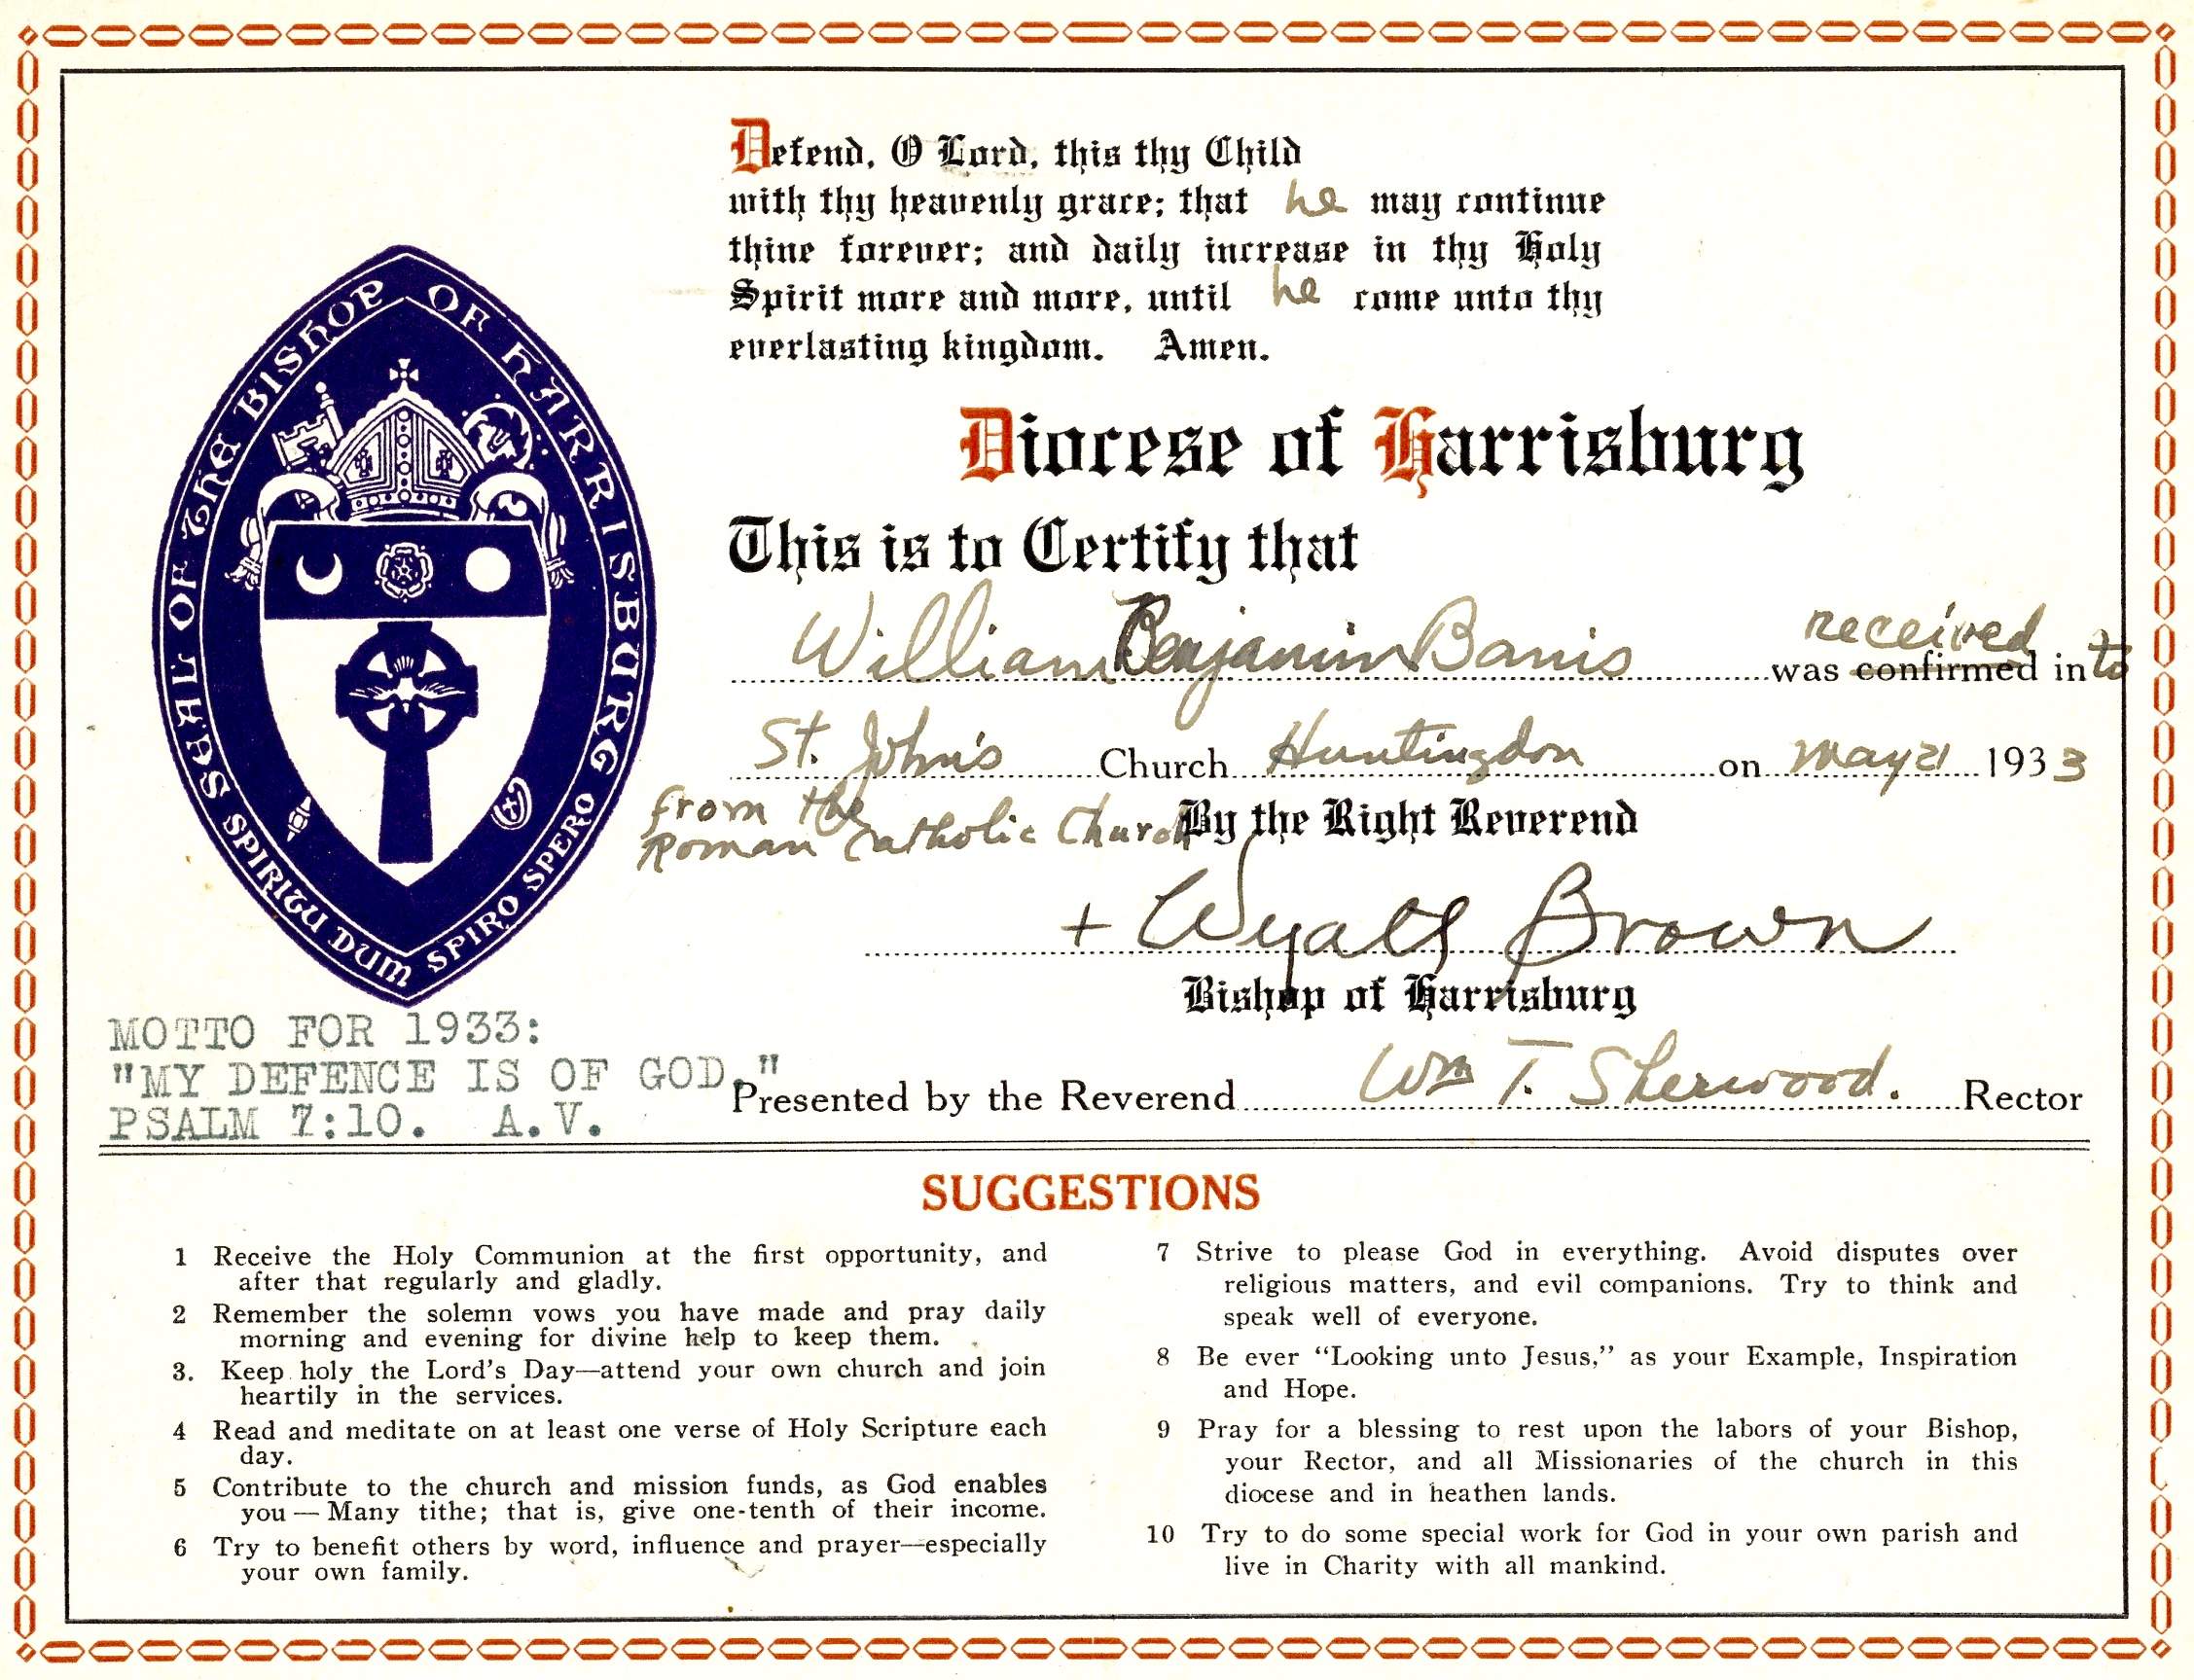 Defend, O Lord, this thy Child
with thy heavenly grace; that he may continue
thine forever; and daily increase in thy Holy
Spirit more and more, until he come unto thy
everlasting kingdom. Amen.
SEAL OF THE BISHOP OF HARRISBURG
SPIRITU DUM SPIRO SPERO
Diocese of Harrisburg
This is to Certify that
received
William Benjamin Banis was confirmed into
St. John's Church Huntingdon on May 21 1933
from the
Roman Catholic Church By the Right Reverend
+ Wyatt Brown
Bishop of Harrisburg
MOTTO FOR 1933:
"MY DEFENCE IS OF GOD."
PSALM 7:10. A.V.
Presented by the Reverend Wm T. Sherwood. Rector
SUGGESTIONS
1 Receive the Holy Communion at the first opportunity, and
after that regularly and gladly.
2 Remember the solemn vows you have made and pray daily
morning and evening for divine help to keep them.
3. Keep holy the Lord's Day—attend your own church and join
heartily in the services.
4 Read and meditate on at least one verse of Holy Scripture each
day.
5 Contribute to the church and mission funds, as God enables
you — Many tithe; that is, give one-tenth of their income.
6 Try to benefit others by word, influence and prayer—especially
your own family.
7 Strive to please God in everything. Avoid disputes over
religious matters, and evil companions. Try to think and
speak well of everyone.
8 Be ever “Looking unto Jesus,” as your Example, Inspiration
and Hope.
9 Pray for a blessing to rest upon the labors of your Bishop,
your Rector, and all Missionaries of the church in this
diocese and in heathen lands.
10 Try to do some special work for God in your own parish and
live in Charity with all mankind.